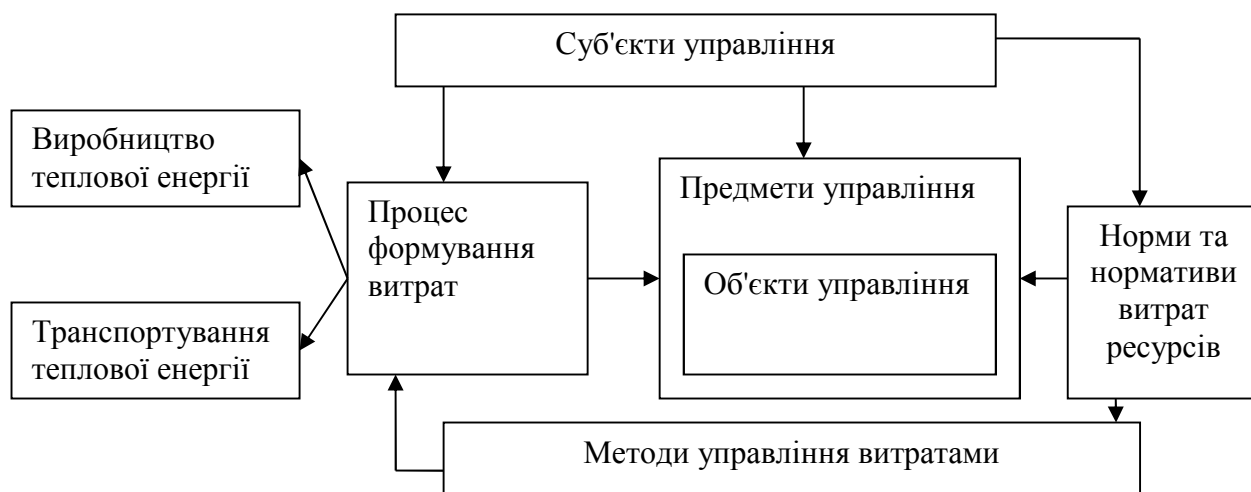 Суб'єкти управління
Виробництво
теплової енергії
Транспортування
теплової енергії
Процес
формування
витрат
Предмети управління
Об'єкти управління
Норми та
нормативи
витрат
ресурсів
Методи управління витратами